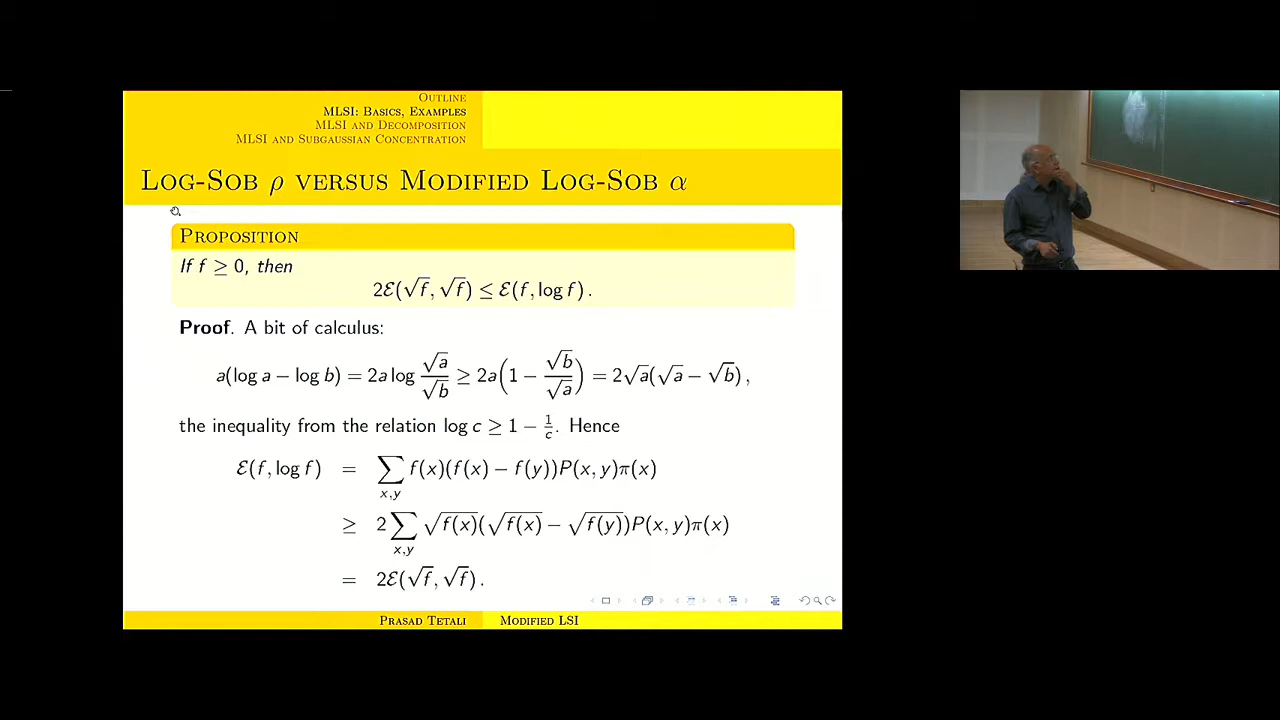 OUTLINE
MLSI: BASICS, EXAMPLES
MLSI AND DECOMPOSITION
MLSI AND SUBGAUSSIAN CONCENTRATION
LOG-SOB ρ VERSUS MODIFIED LOG-SOB α
PROPOSITION
If f ≥ 0, then
2ℰ(√f, √f) ≤ ℰ(f, log f) .
Proof. A bit of calculus:
a(log a − log b) = 2a log √a/√b ≥ 2a(1 − √b/√a) = 2√a(√a − √b) ,
the inequality from the relation log c ≥ 1 − 1/c. Hence
ℰ(f, log f) = ∑_{x,y} f(x)(f(x) − f(y))P(x, y)π(x)
≥ 2 ∑_{x,y} √f(x)(√f(x) − √f(y))P(x, y)π(x)
= 2ℰ(√f, √f) .
PRASAD TETALI MODIFIED LSI